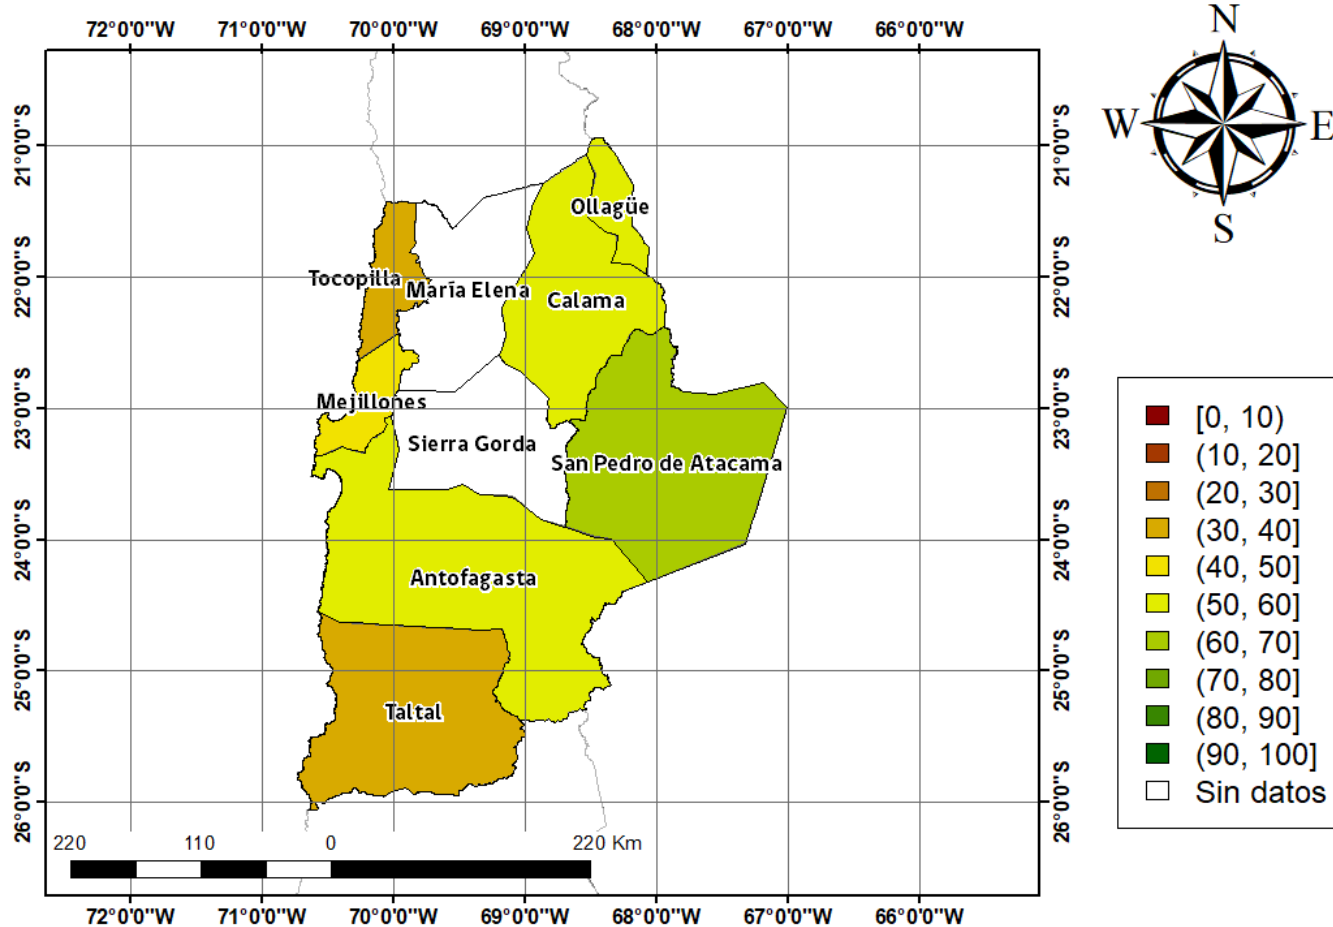 72°0'0"W 71°0'0"W 70°0'0"W 69°0'0"W 68°0'0"W 67°0'0"W 66°0'0"W
N
W E
S
21°0'0"S 21°0'0"S
22°0'0"S 22°0'0"S
23°0'0"S 23°0'0"S
24°0'0"S 24°0'0"S
25°0'0"S 25°0'0"S
26°0'0"S 26°0'0"S
Ollagüe
Tocopilla
María Elena
Calama
Mejillones
Sierra Gorda
San Pedro de Atacama
Antofagasta
Taltal
[0, 10)
(10, 20]
(20, 30]
(30, 40]
(40, 50]
(50, 60]
(60, 70]
(70, 80]
(80, 90]
(90, 100]
Sin datos
220 110 0 220 Km
72°0'0"W 71°0'0"W 70°0'0"W 69°0'0"W 68°0'0"W 67°0'0"W 66°0'0"W